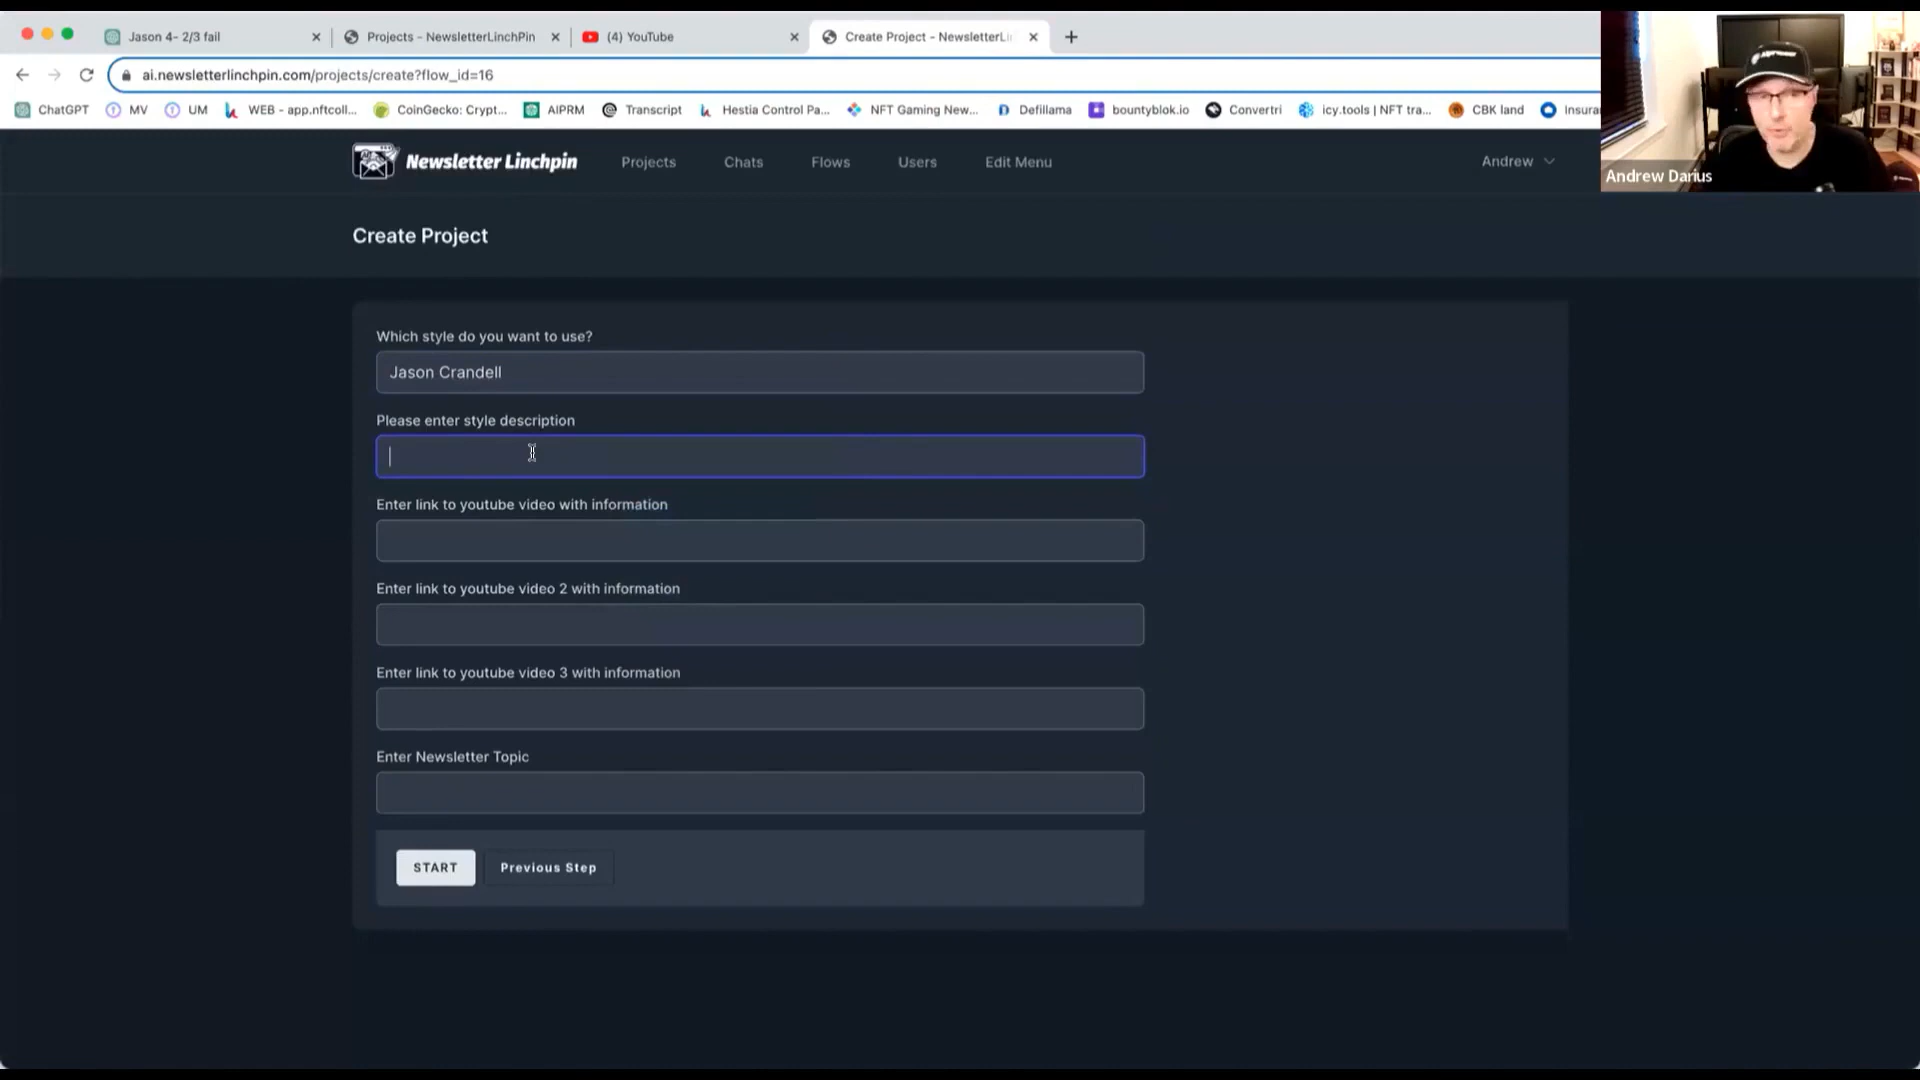 Jason 4- 2/3 fail
Projects - NewsletterLinchPin
(4) YouTube
Create Project - NewsletterLi
ai.newsletterlinchpin.com/projects/create?flow_id=16
ChatGPT
MV
UM
WEB - app.nftcoll...
CoinGecko: Crypt...
AIPRM
Transcript
Hestia Control Pa...
NFT Gaming New...
Defillama
bountyblok.io
Convertri
icy.tools | NFT tra...
CBK land
Insura
Newsletter Linchpin
Projects
Chats
Flows
Users
Edit Menu
Andrew
Andrew Darius
Create Project
Which style do you want to use?
Jason Crandell
Please enter style description
Enter link to youtube video with information
Enter link to youtube video 2 with information
Enter link to youtube video 3 with information
Enter Newsletter Topic
START
Previous Step